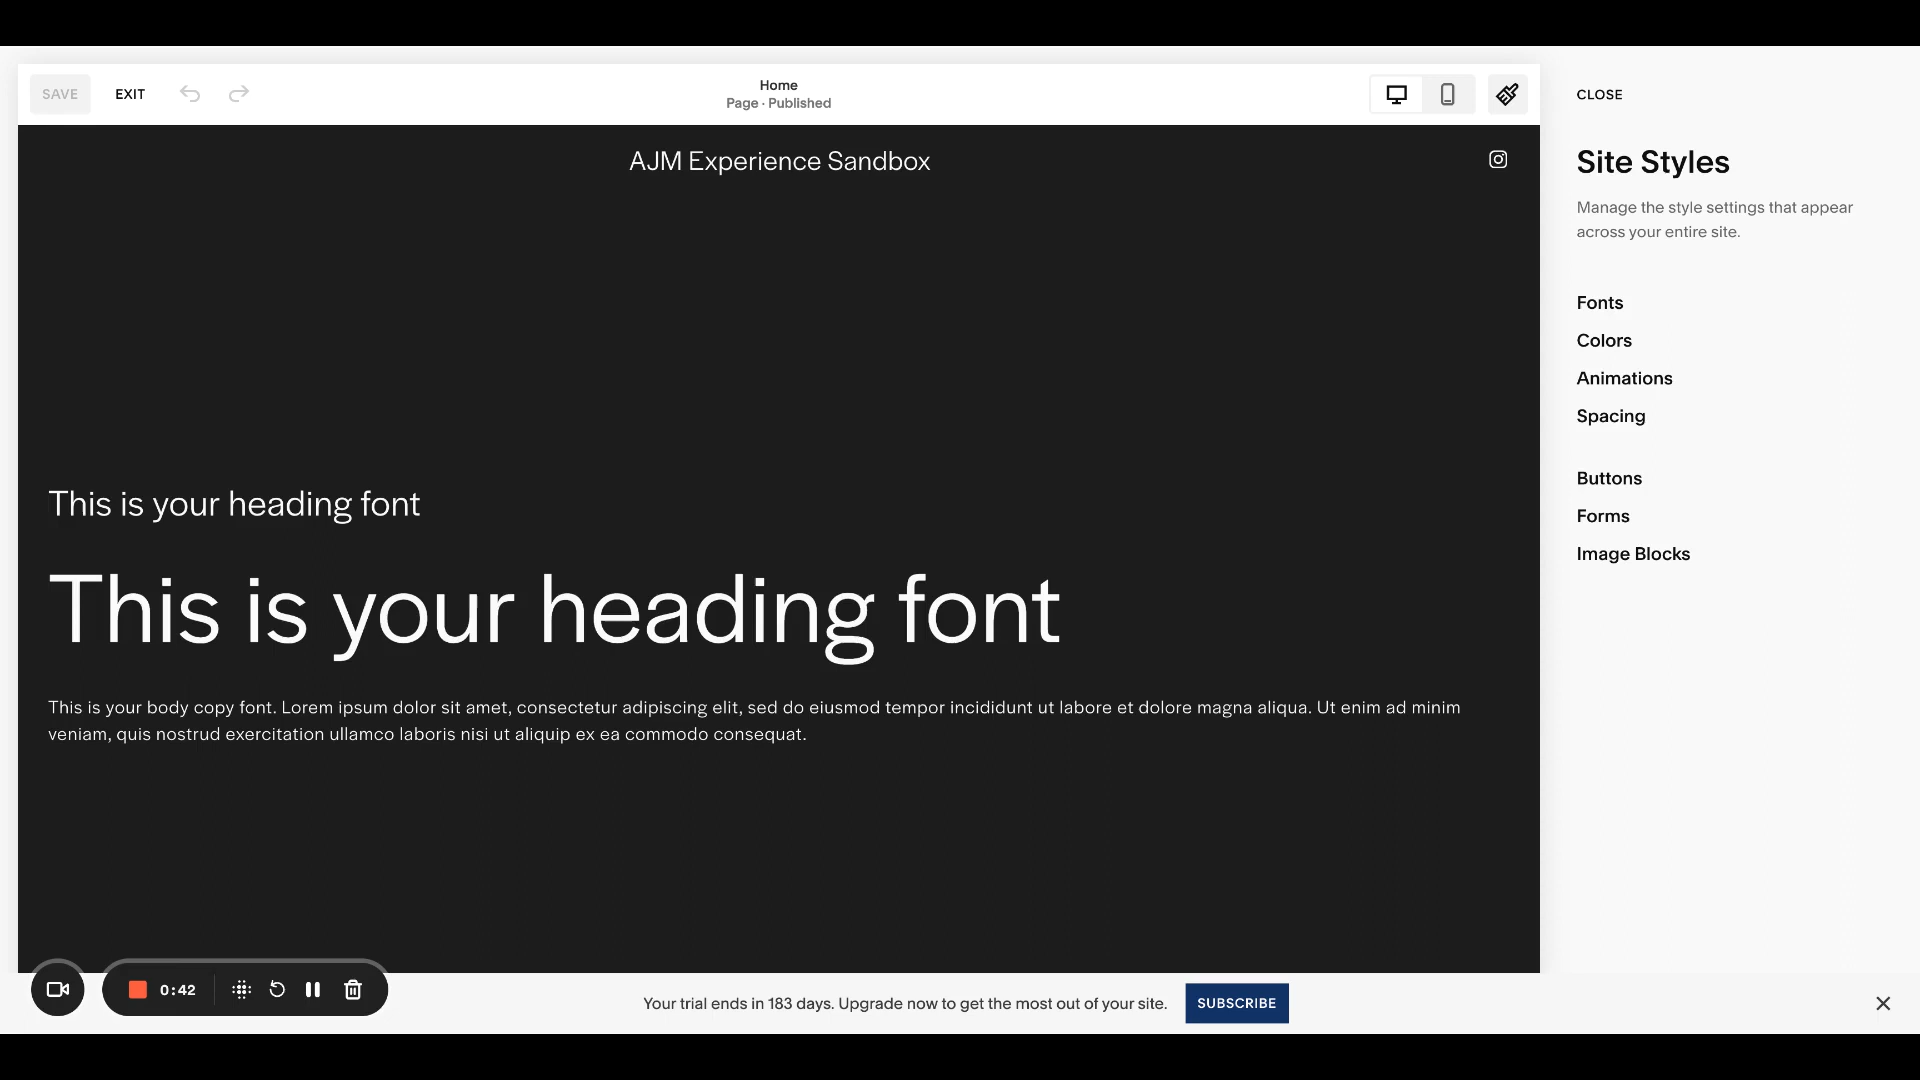 SAVE
EXIT
Home
Page · Published
CLOSE
AJM Experience Sandbox
Site Styles
Manage the style settings that appear
across your entire site.
Fonts
Colors
Animations
Spacing
Buttons
Forms
Image Blocks
This is your heading font
This is your heading font
This is your body copy font. Lorem ipsum dolor sit amet, consectetur adipiscing elit, sed do eiusmod tempor incididunt ut labore et dolore magna aliqua. Ut enim ad minim
veniam, quis nostrud exercitation ullamco laboris nisi ut aliquip ex ea commodo consequat.
0:42
Your trial ends in 183 days. Upgrade now to get the most out of your site.
SUBSCRIBE